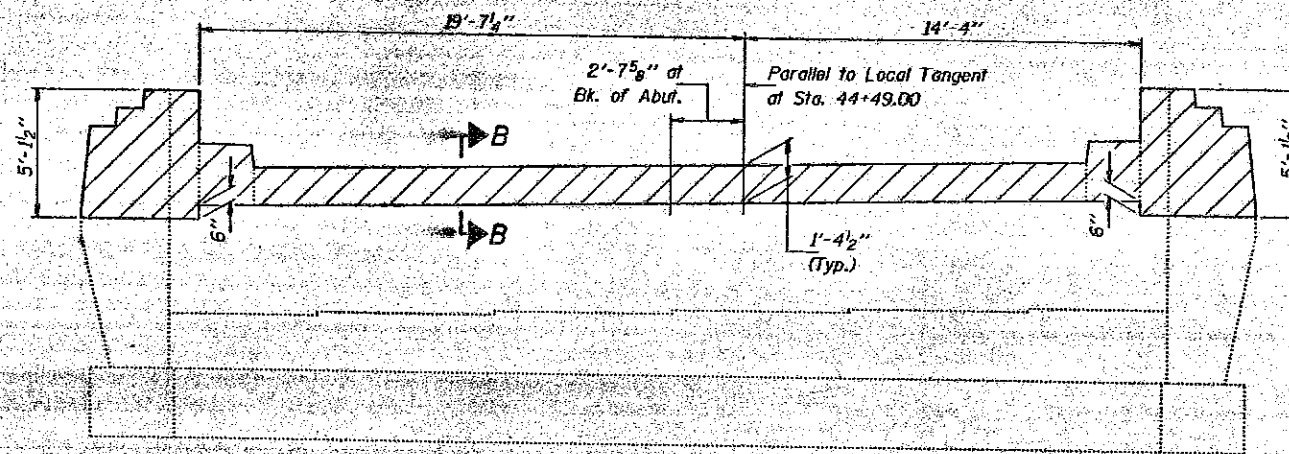 19'-7¼"
14'-4"
2'-7⅝" at
Bk. of Abut.
Parallel to Local Tangent
at Sta. 44+49.00
5'-1½"
B
B
6"
1'-4½"
(Typ.)
6"
5'-1½"